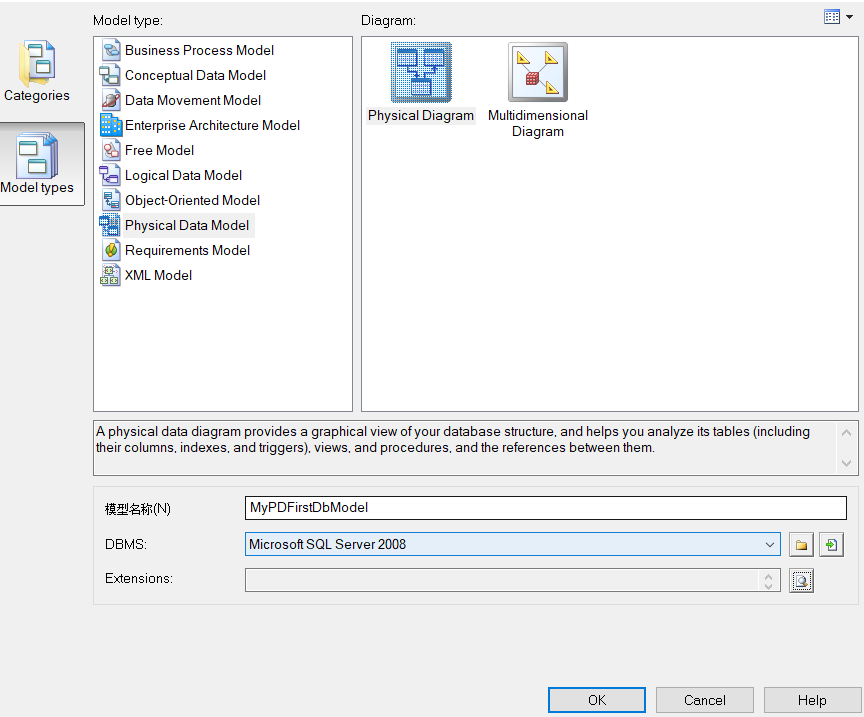 Model type:
Diagram:
Categories
Model types
Business Process Model
Conceptual Data Model
Data Movement Model
Enterprise Architecture Model
Free Model
Logical Data Model
Object-Oriented Model
Physical Data Model
Requirements Model
XML Model
Physical Diagram
Multidimensional
Diagram
A physical data diagram provides a graphical view of your database structure, and helps you analyze its tables (including
their columns, indexes, and triggers), views, and procedures, and the references between them.
模型名称(N)
MyPDFirstDbModel
DBMS:
Microsoft SQL Server 2008
Extensions:
OK
Cancel
Help